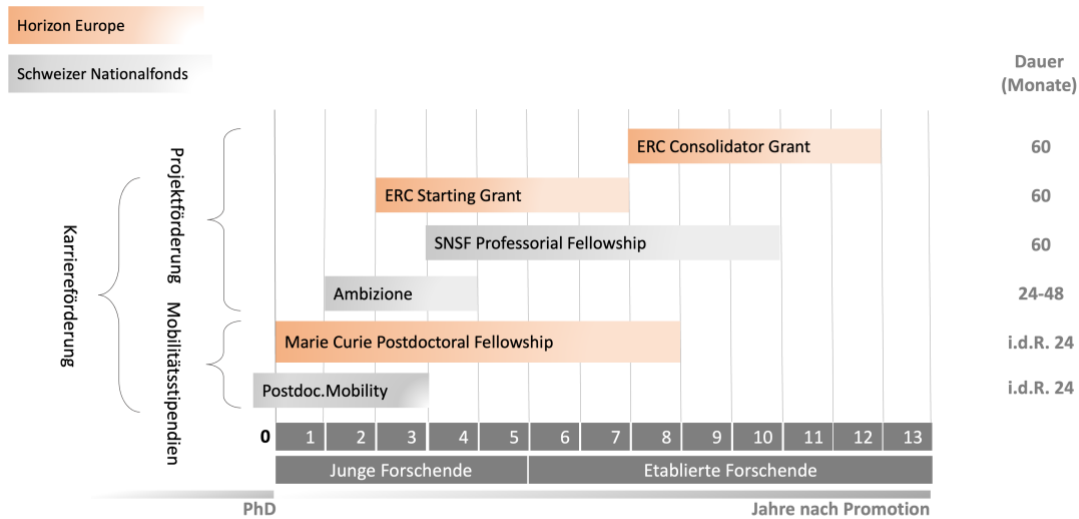 Horizon Europe
Schweizer Nationalfonds
Dauer
(Monate)
ERC Consolidator Grant
60
ERC Starting Grant
60
SNSF Professorial Fellowship
60
Ambizione
24-48
Marie Curie Postdoctoral Fellowship
i.d.R. 24
Postdoc.Mobility
i.d.R. 24
Karriereförderung
Projektförderung
Mobilitätsstipendien
0 1 2 3 4 5 6 7 8 9 10 11 12 13
Junge Forschende
Etablierte Forschende
PhD
Jahre nach Promotion